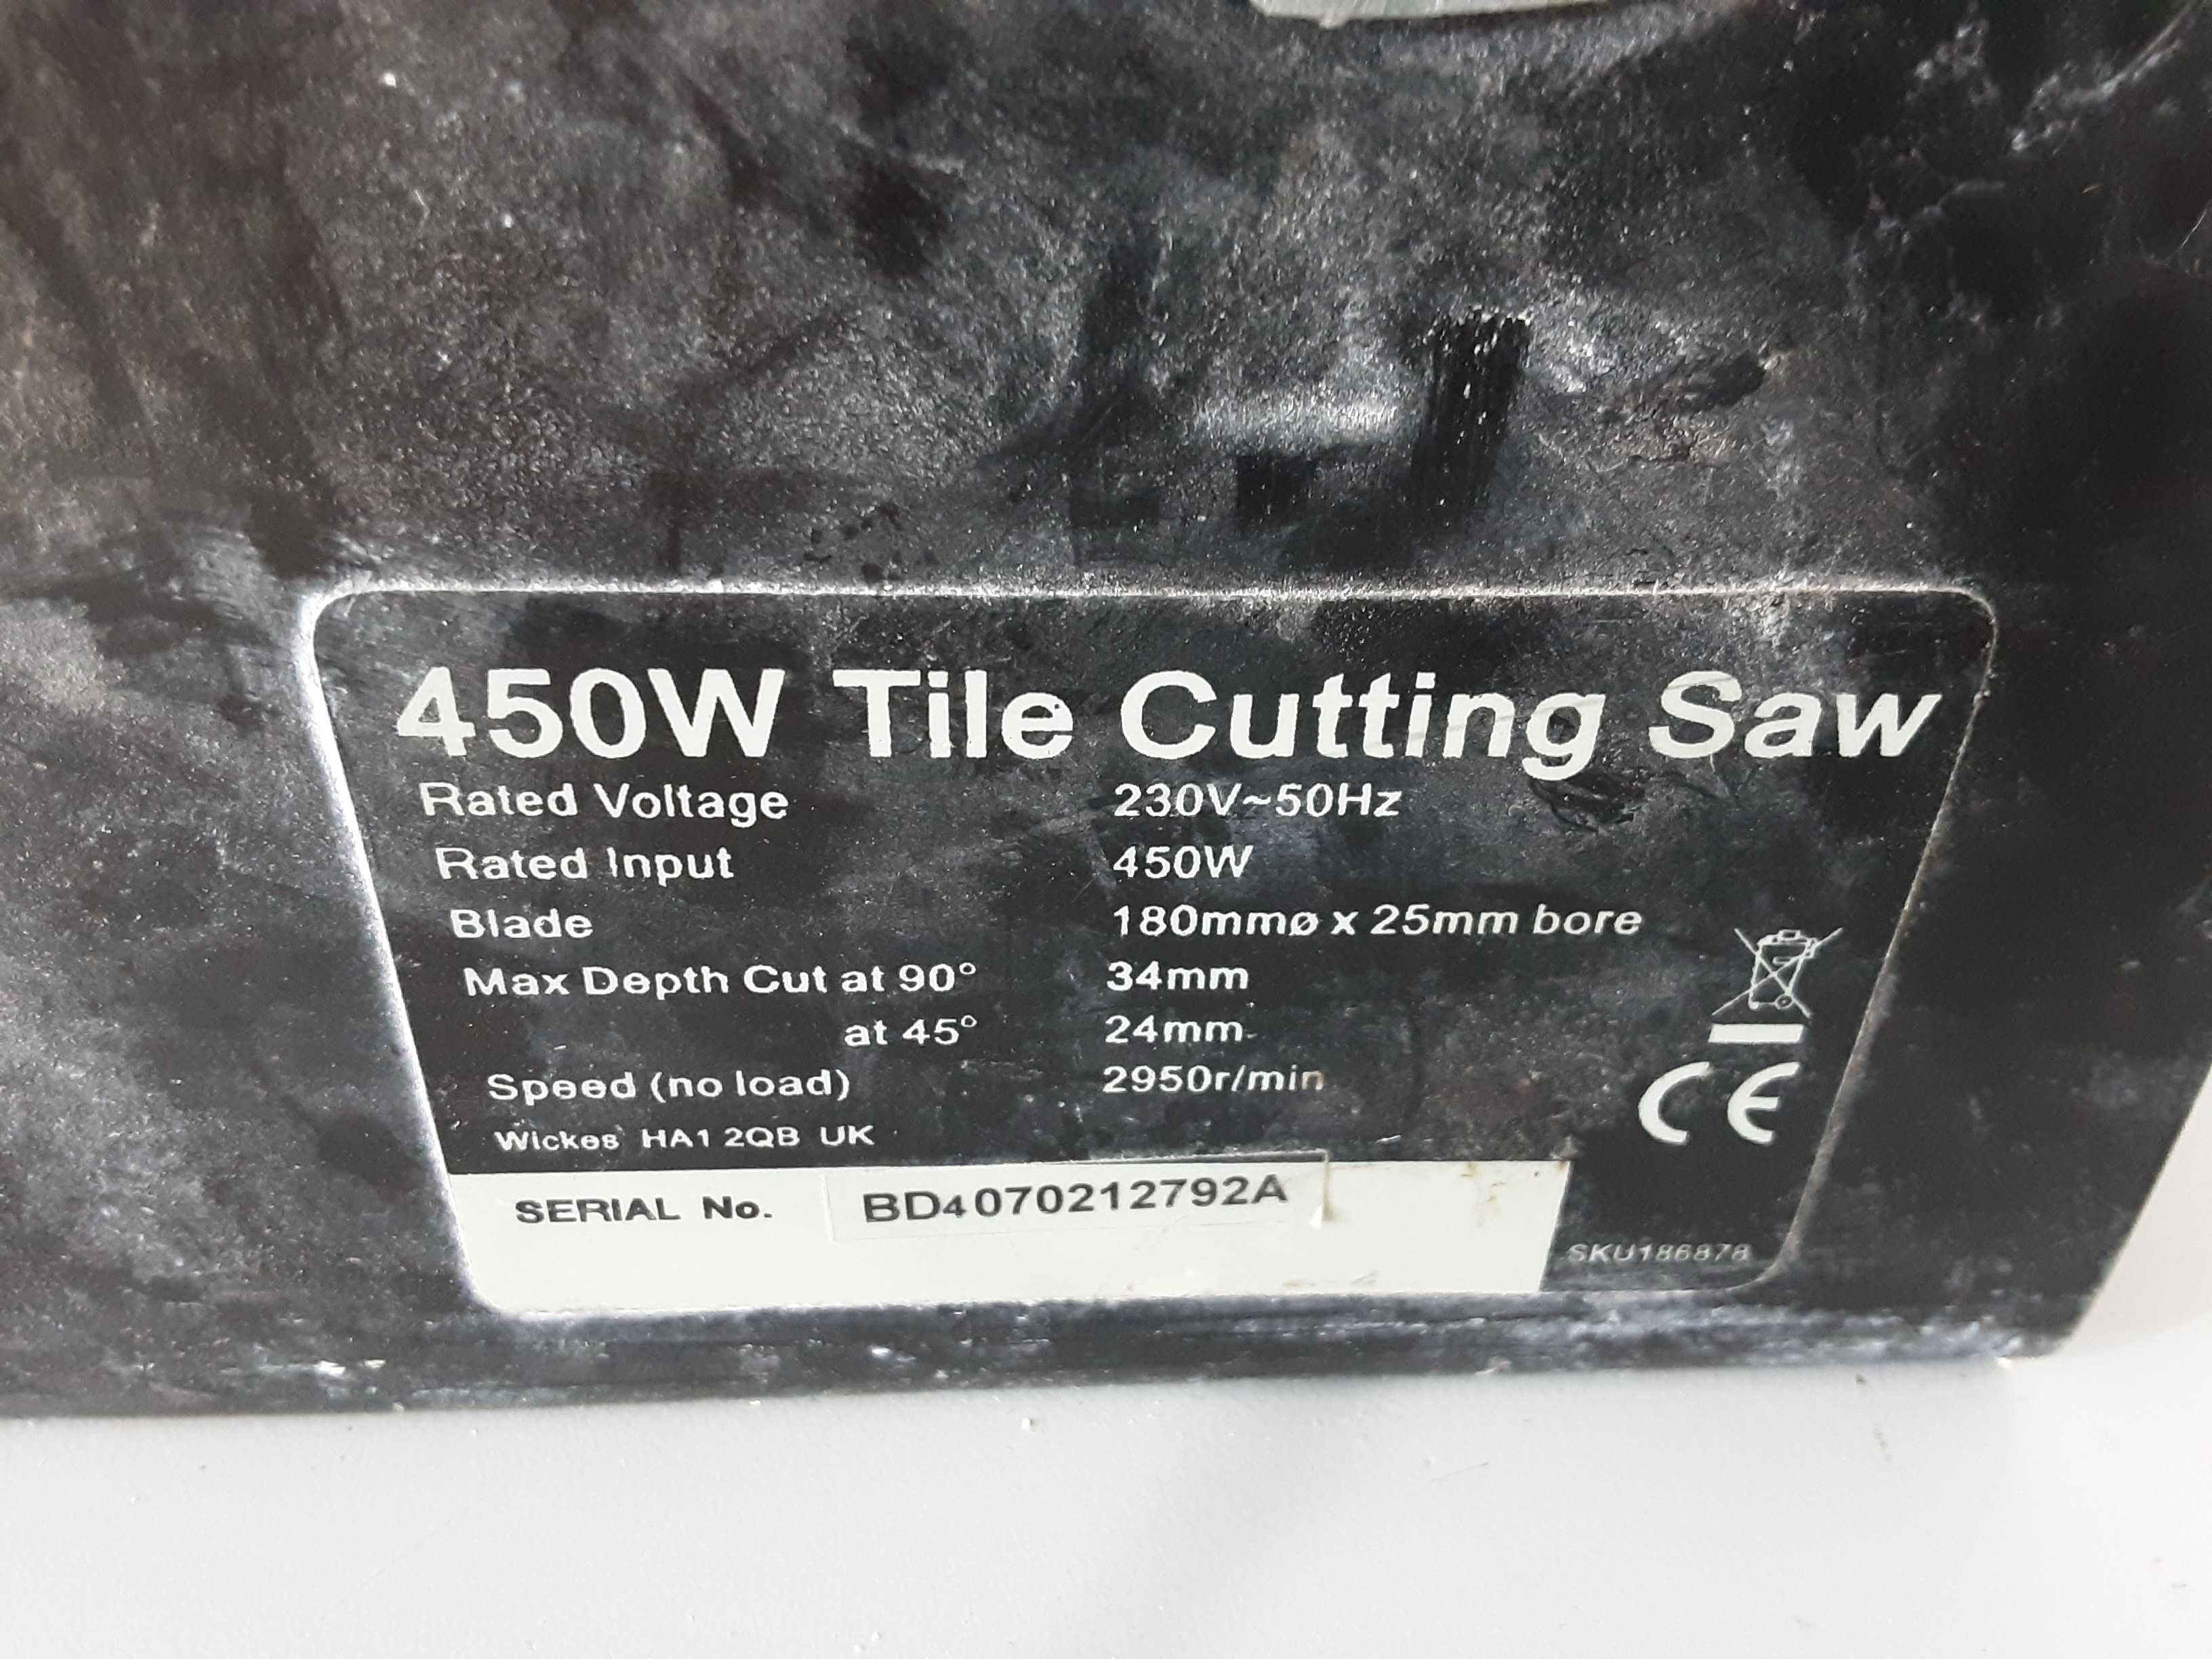 450W Tile Cutting Saw
Rated Voltage 230V~50Hz
Rated Input 450W
Blade 180mmø x 25mm bore
Max Depth Cut at 90° 34mm
at 45° 24mm
Speed (no load) 2950r/min
Wickes HA1 2QB UK
CE
SERIAL No. BD4070212792A
SKU186878